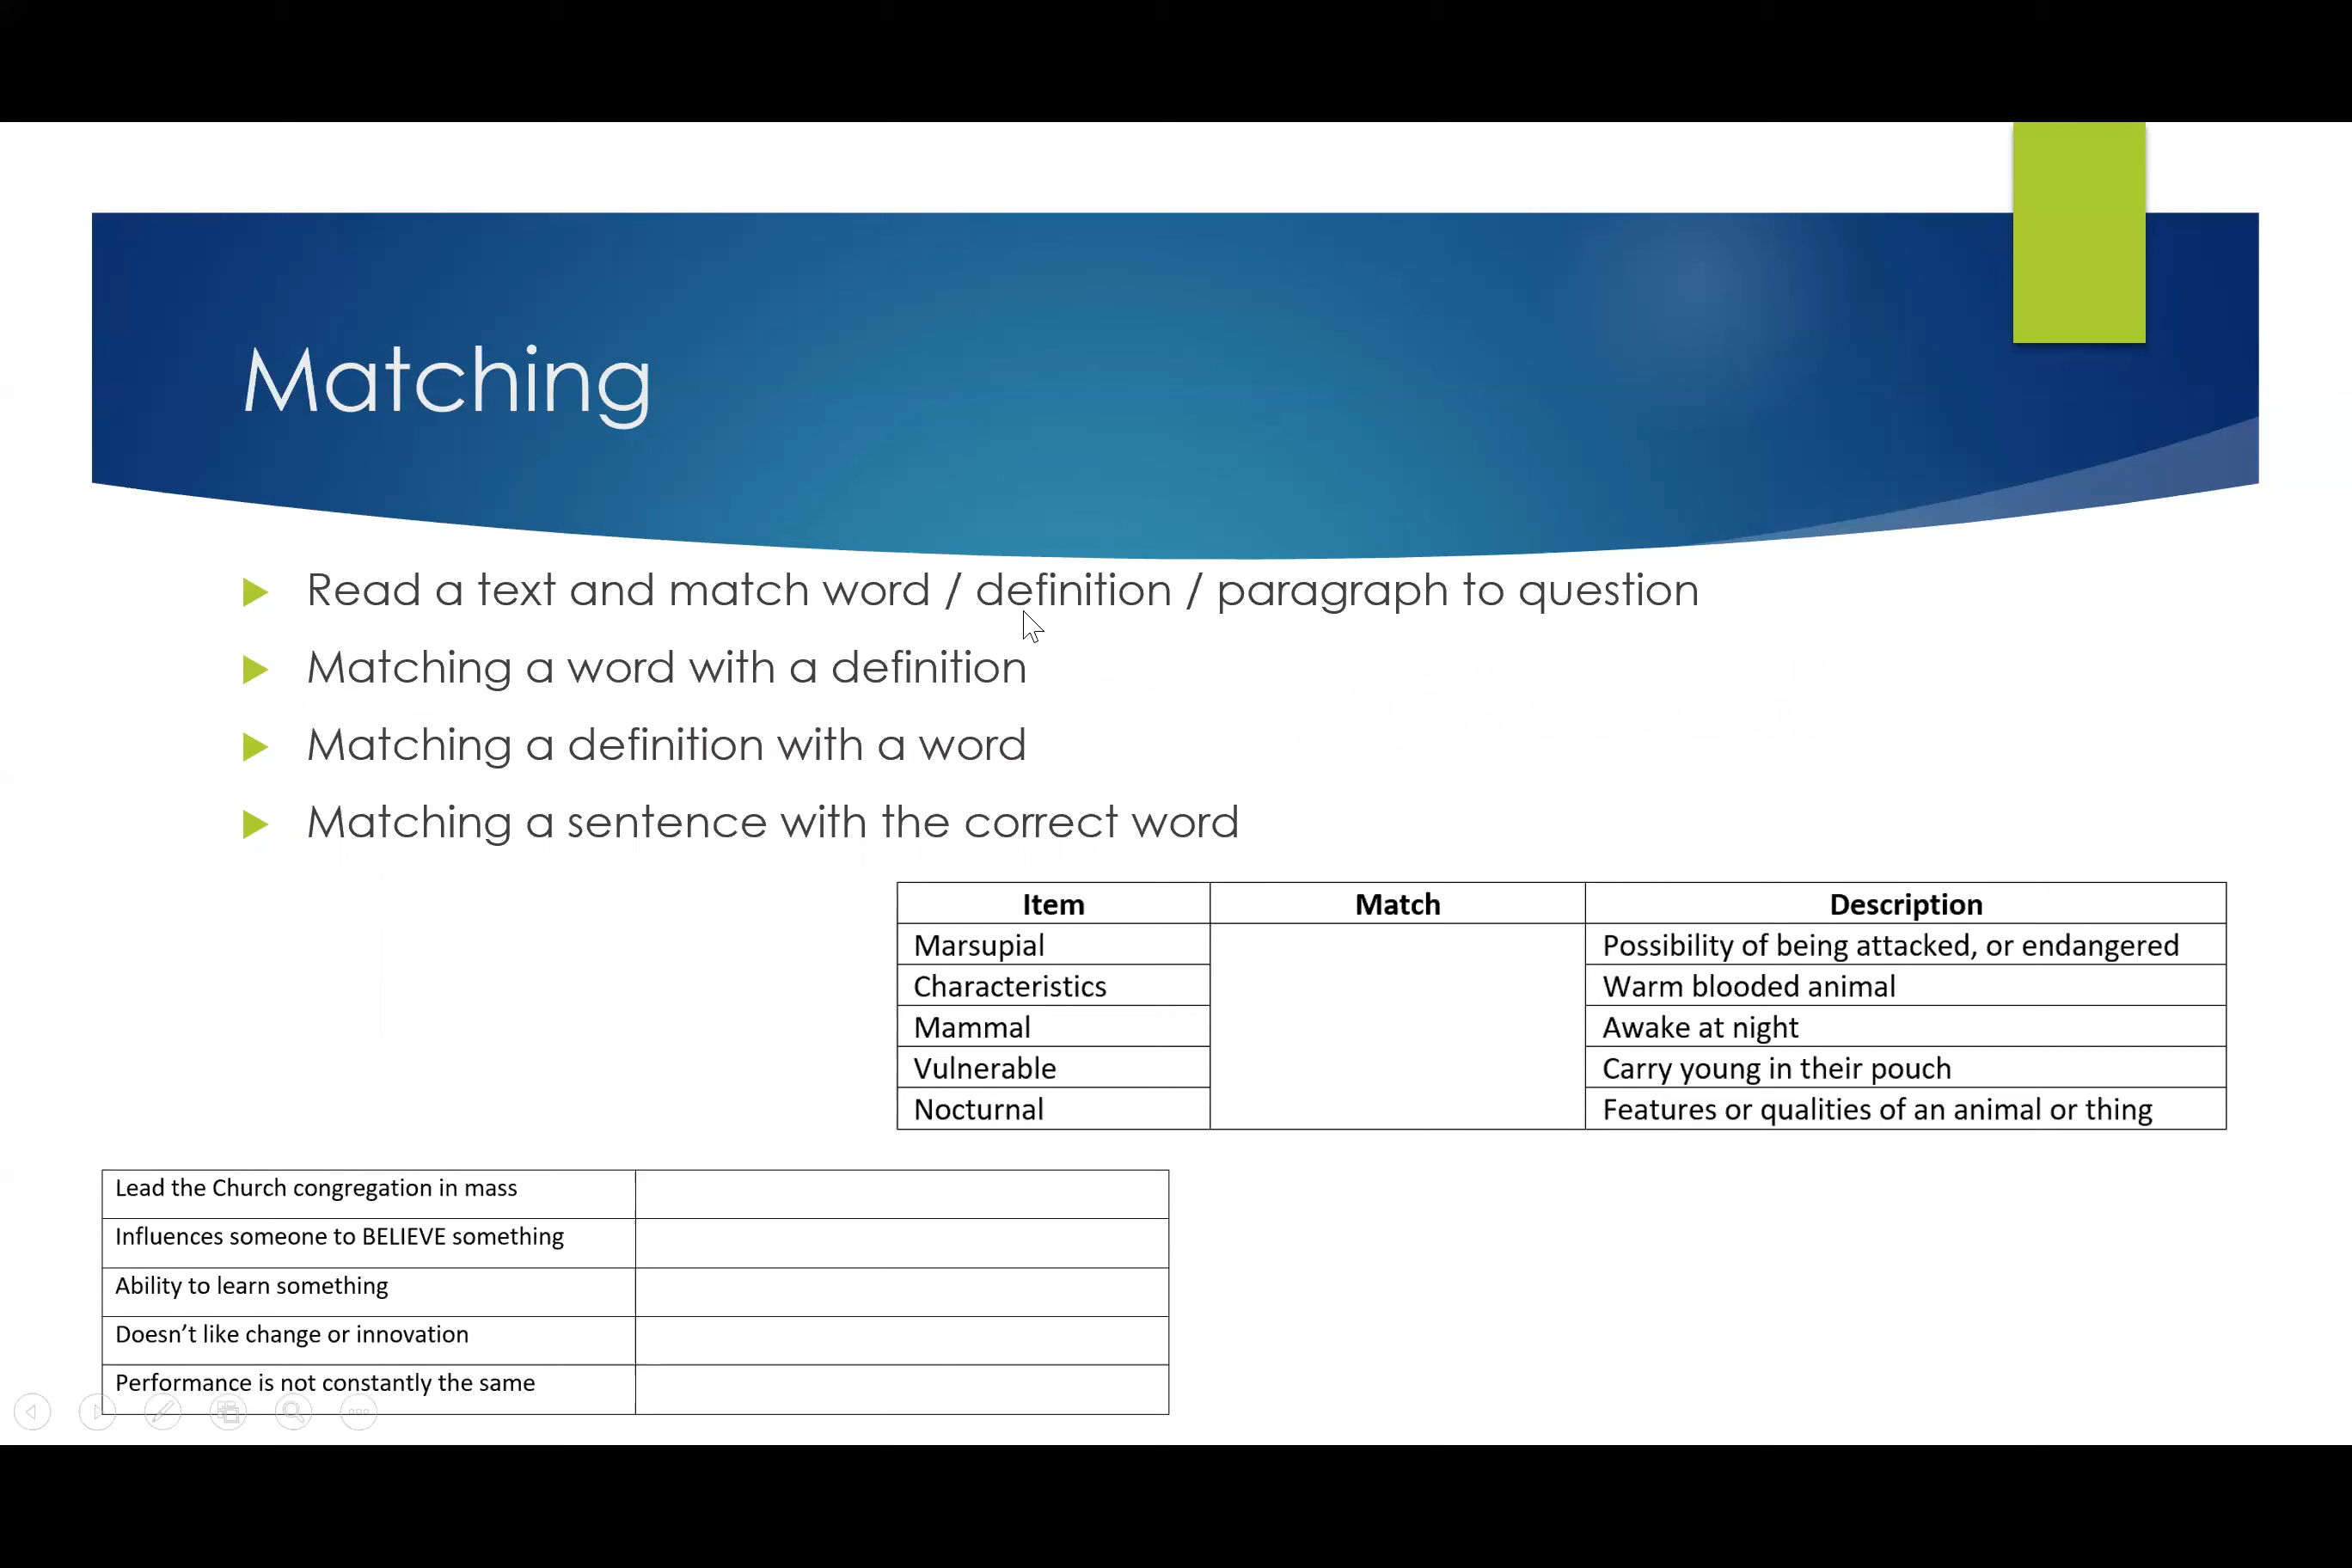 Matching
Read a text and match word / definition / paragraph to question
Matching a word with a definition
Matching a definition with a word
Matching a sentence with the correct word
Item Match Description
Marsupial Possibility of being attacked, or endangered
Characteristics Warm blooded animal
Mammal Awake at night
Vulnerable Carry young in their pouch
Nocturnal Features or qualities of an animal or thing
Lead the Church congregation in mass
Influences someone to BELIEVE something
Ability to learn something
Doesn’t like change or innovation
Performance is not constantly the same